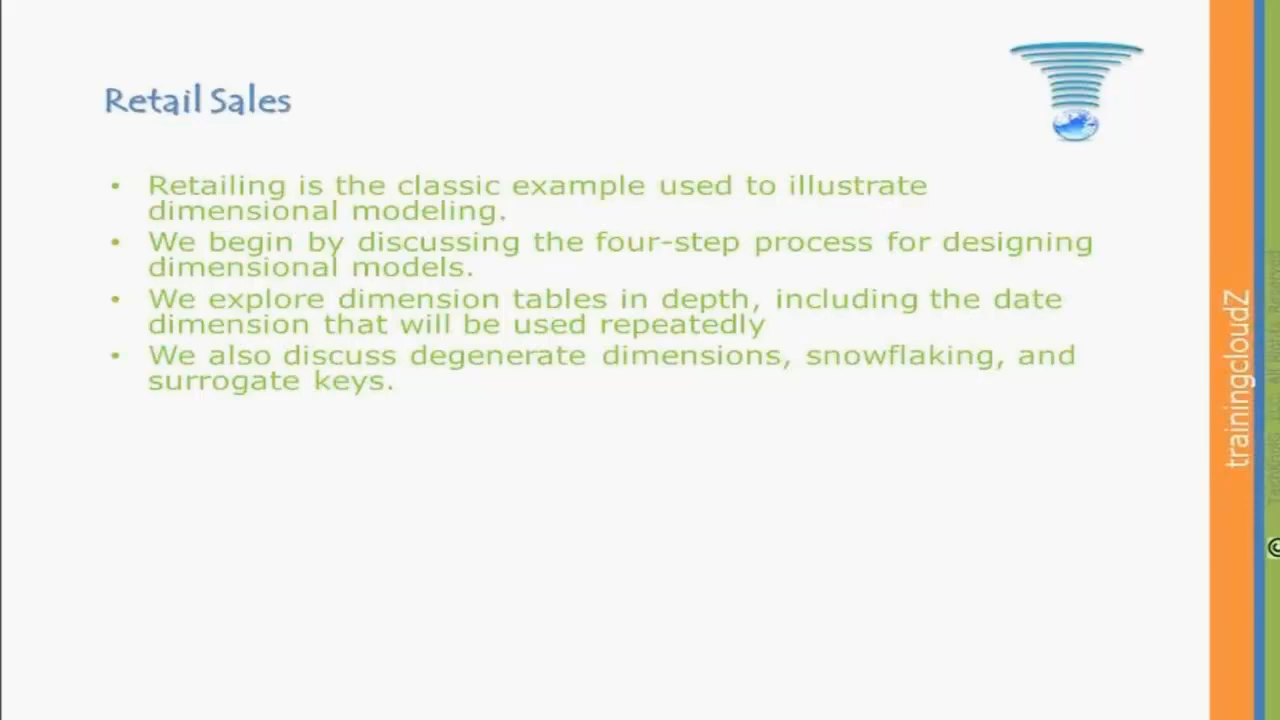 Retail Sales
• Retailing is the classic example used to illustrate
dimensional modeling.
• We begin by discussing the four-step process for designing
dimensional models.
• We explore dimension tables in depth, including the date
dimension that will be used repeatedly
• We also discuss degenerate dimensions, snowflaking, and
surrogate keys.
trainingcloudZ
©